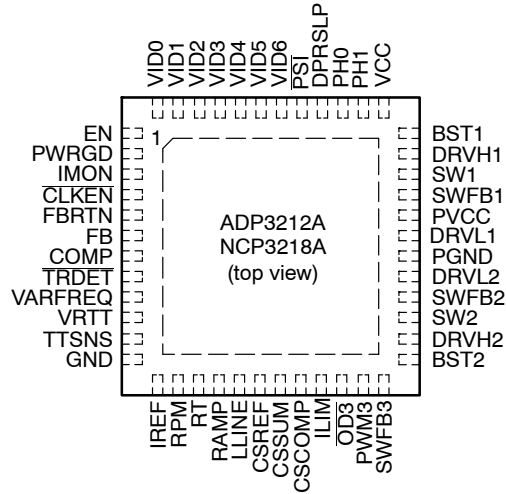 VID0
VID1
VID2
VID3
VID4
VID5
VID6
PSI
DPRSLP
PH0
PH1
VCC
EN
PWRGD
IMON
CLKEN
FBRTN
FB
COMP
TRDET
VARFREQ
VRTT
TTSNS
GND
1
ADP3212A
NCP3218A
(top view)
BST1
DRVH1
SW1
SWFB1
PVCC
DRVL1
PGND
DRVL2
SWFB2
SW2
DRVH2
BST2
IREF
RPM
RT
RAMP
LLINE
CSREF
CSSUM
CSCOMP
ILIM
OD3
PWM3
SWFB3